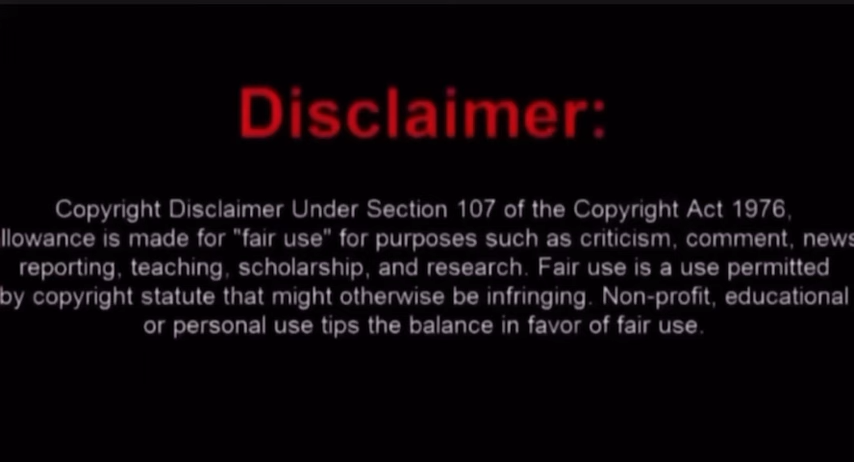 Disclaimer:
Copyright Disclaimer Under Section 107 of the Copyright Act 1976,
llowance is made for "fair use" for purposes such as criticism, comment, news
reporting, teaching, scholarship, and research. Fair use is a use permitted
by copyright statute that might otherwise be infringing. Non-profit, educational
or personal use tips the balance in favor of fair use.